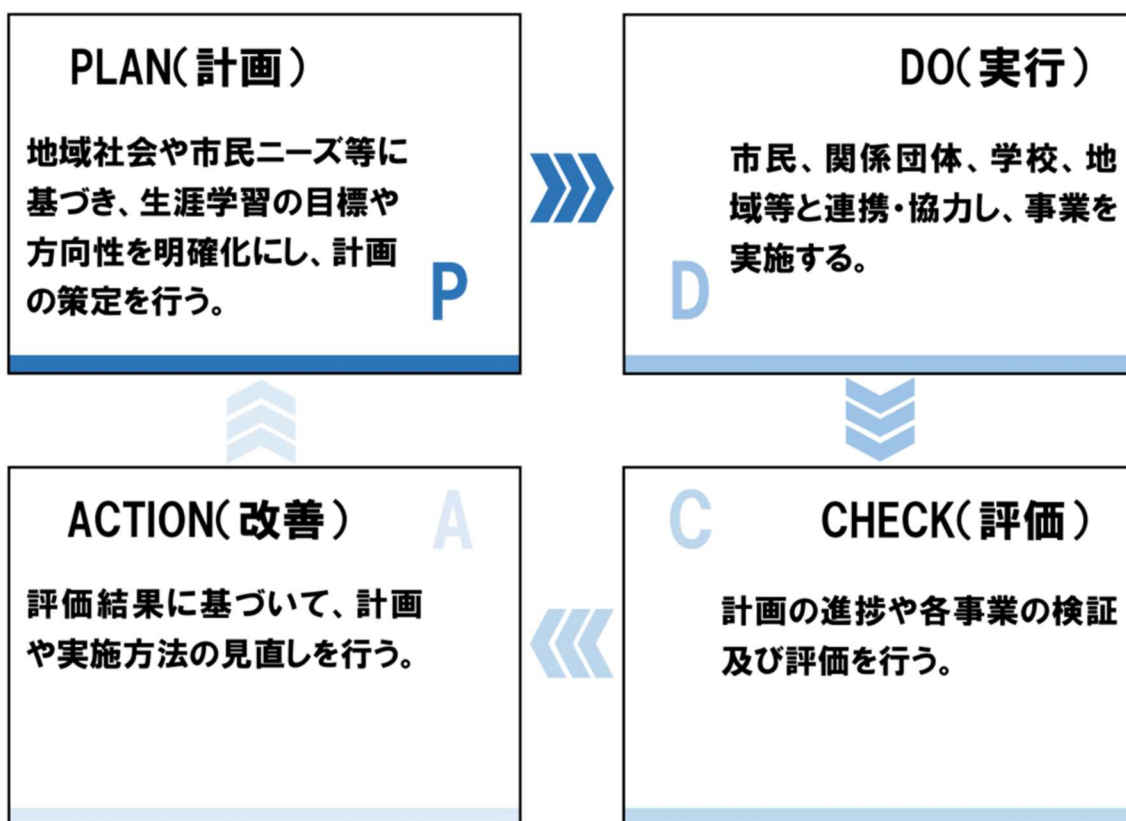 PLAN(計画)
地域社会や市民ニーズ等に
基づき、生涯学習の目標や
方向性を明確化にし、計画
の策定を行う。
P
DO(実行)
市民、関係団体、学校、地
域等と連携・協力し、事業を
実施する。
D
ACTION(改善)
A
評価結果に基づいて、計画
や実施方法の見直しを行う。
C
CHECK(評価)
計画の進捗や各事業の検証
及び評価を行う。